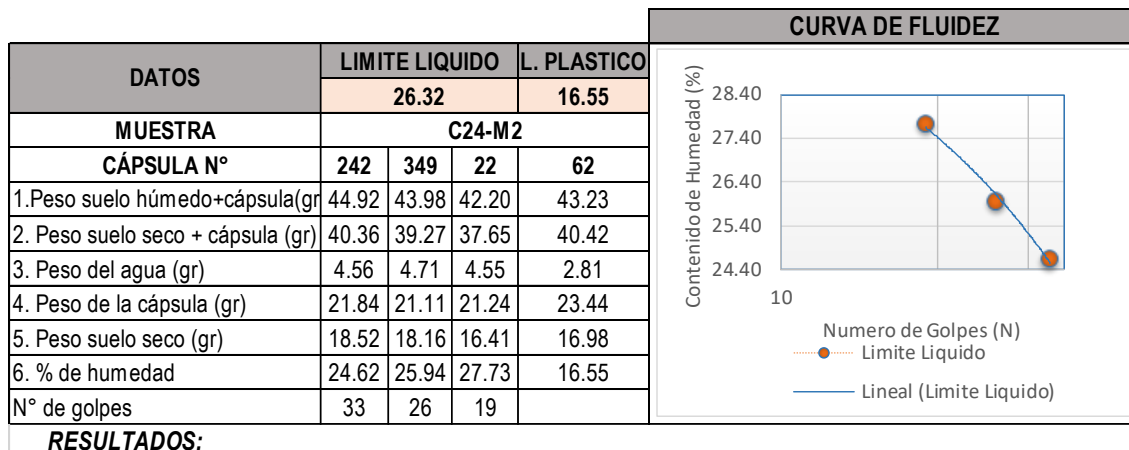 CURVA DE FLUIDEZ
DATOS LIMITE LIQUIDO L. PLASTICO
26.32 16.55
MUESTRA C24-M2
CÁPSULA N° 242 349 22 62
1.Peso suelo húmedo+cápsula(gr 44.92 43.98 42.20 43.23
2. Peso suelo seco + cápsula (gr) 40.36 39.27 37.65 40.42
3. Peso del agua (gr) 4.56 4.71 4.55 2.81
4. Peso de la cápsula (gr) 21.84 21.11 21.24 23.44
5. Peso suelo seco (gr) 18.52 18.16 16.41 16.98
6. % de humedad 24.62 25.94 27.73 16.55
N° de golpes 33 26 19
Contenido de Humedad (%)
28.40
27.40
26.40
25.40
24.40
10
Numero de Golpes (N)
Limite Liquido
Lineal (Limite Liquido)
RESULTADOS: